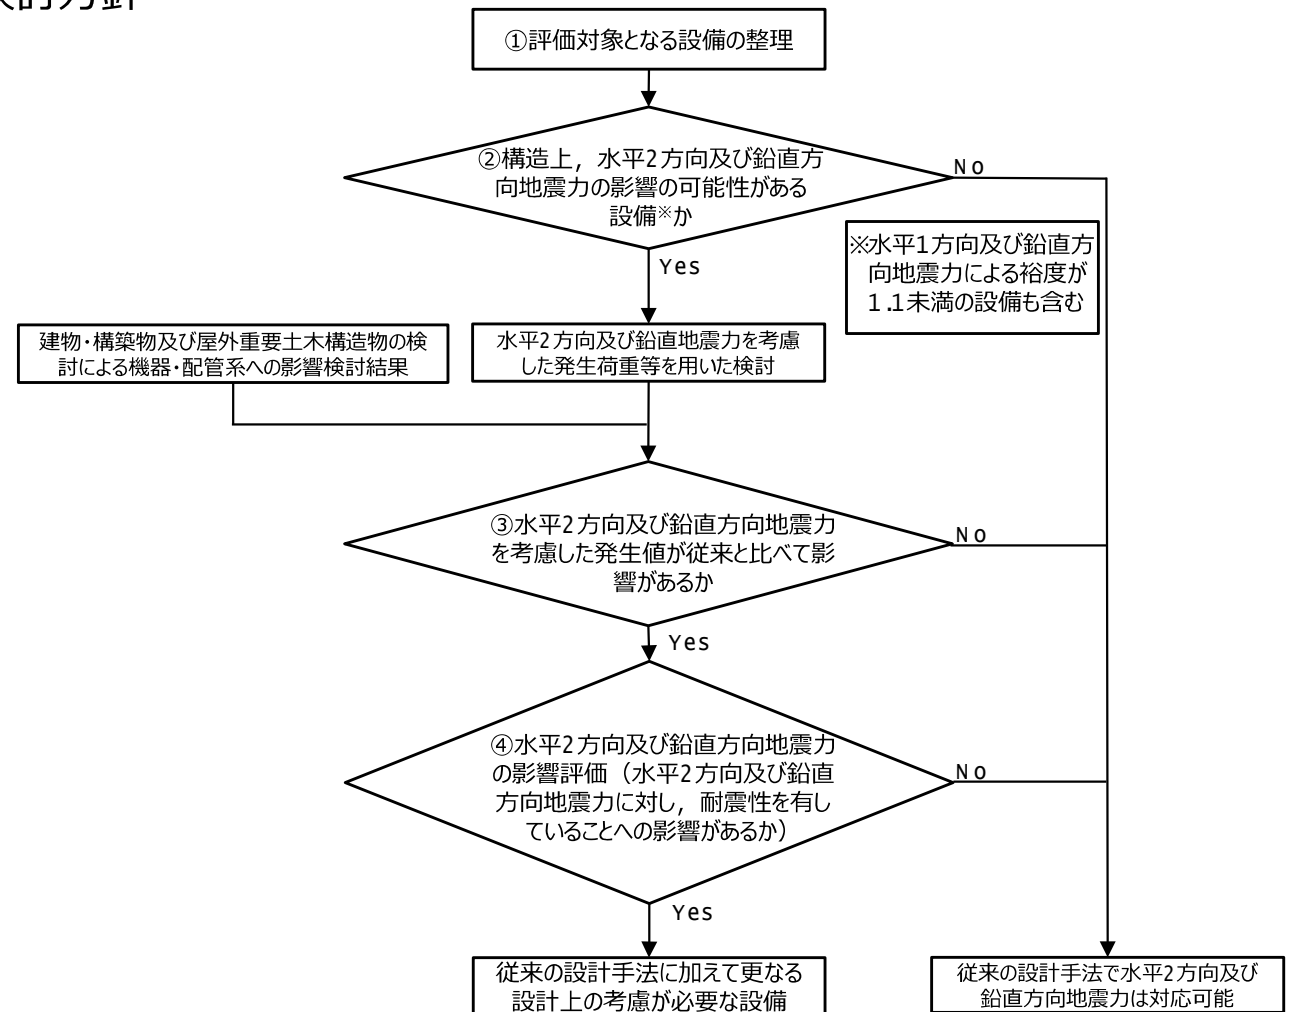 ①評価対象となる設備の整理
②構造上，水平2方向及び鉛直方
向地震力の影響の可能性がある
設備※か
No
※水平1方向及び鉛直方
向地震力による裕度が
1.1未満の設備も含む
Yes
建物・構築物及び屋外重要土木構造物の検
討による機器・配管系への影響検討結果
水平2方向及び鉛直地震力を考慮
した発生荷重等を用いた検討
③水平2方向及び鉛直方向地震力
を考慮した発生値が従来と比べて影
響があるか
No
Yes
④水平2方向及び鉛直方向地震力
の影響評価（水平2方向及び鉛直
方向地震力に対し，耐震性を有し
ていることへの影響があるか）
No
Yes
従来の設計手法に加えて更なる
設計上の考慮が必要な設備
従来の設計手法で水平2方向及び
鉛直方向地震力は対応可能